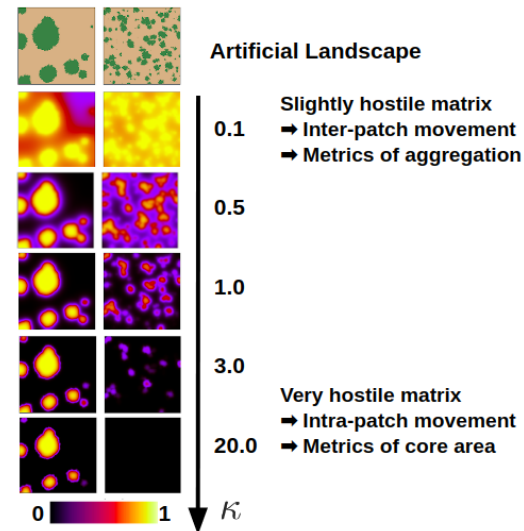 Artificial Landscape
Slightly hostile matrix
0.1 ➡ Inter-patch movement
➡ Metrics of aggregation
0.5
1.0
3.0
Very hostile matrix
➡ Intra-patch movement
20.0 ➡ Metrics of core area
0 1 κ